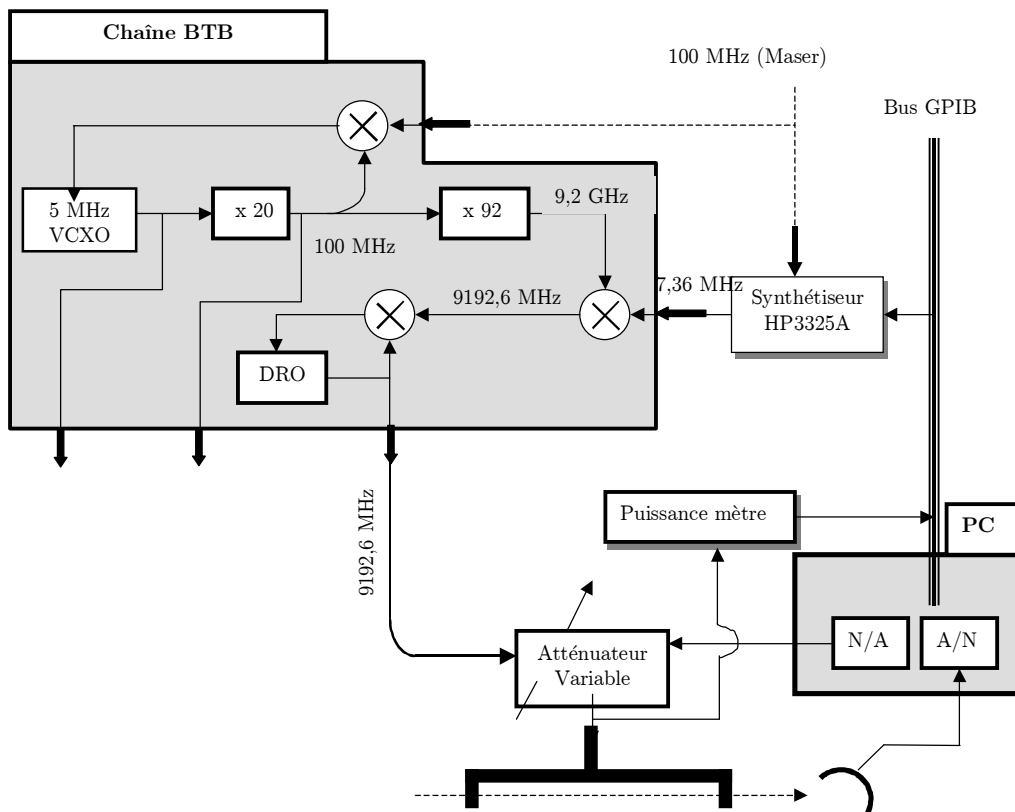 Chaîne BTB
100 MHz (Maser)
Bus GPIB
5 MHz
VCXO
x 20
x 92
9,2 GHz
100 MHz
9192,6 MHz
7,36 MHz
Synthétiseur
HP3325A
DRO
9192,6 MHz
Puissance mètre
PC
N/A
A/N
Atténuateur
Variable